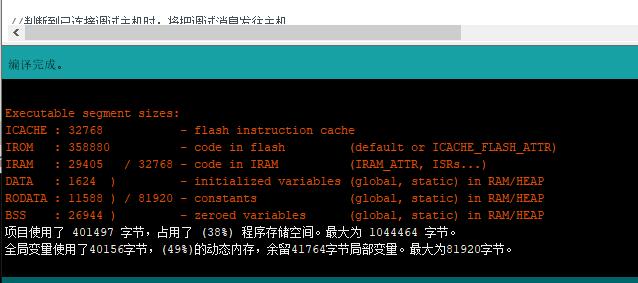 //判断到已连接调试主机时，将把调试消息发往主机
编译完成。
Executable segment sizes:
ICACHE : 32768 - flash instruction cache
IROM : 358880 - code in flash (default or ICACHE_FLASH_ATTR)
IRAM : 29405 / 32768 - code in IRAM (IRAM_ATTR, ISRs...)
DATA : 1624 ) - initialized variables (global, static) in RAM/HEAP
RODATA : 11588 ) / 81920 - constants (global, static) in RAM/HEAP
BSS : 26944 ) - zeroed variables (global, static) in RAM/HEAP
项目使用了 401497 字节，占用了 (38%) 程序存储空间。最大为 1044464 字节。
全局变量使用了40156字节，(49%)的动态内存，余留41764字节局部变量。最大为81920字节。